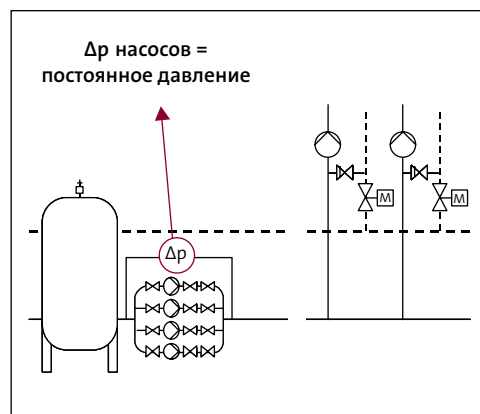 Δp насосов =
постоянное давление
Δp
M
M